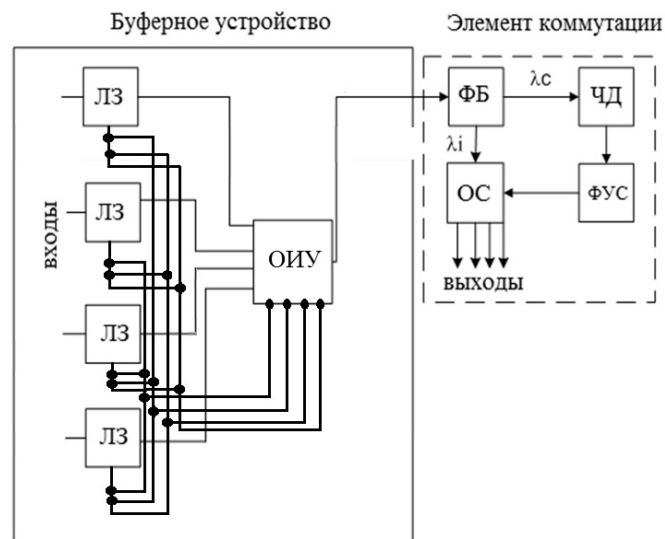 Буферное устройство
Элемент коммутации
ЛЗ
ЛЗ
ЛЗ
ЛЗ
входы
ОИУ
ФБ
λc
ЧД
λi
ОС
ФУС
выходы